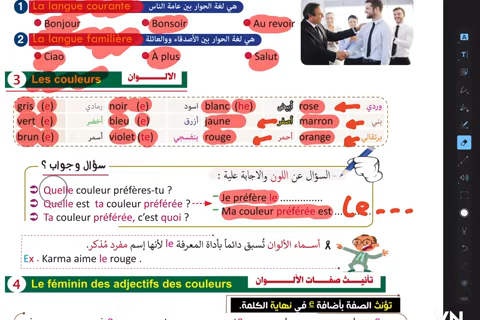 1 La langue courante هي لغة الحوار بين عامة الناس
Bonjour Bonsoir Au revoir
2 La langue familière هي لغة الحوار بين الأصدقاء والعائلة
Ciao À plus Salut
3 Les couleurs الألــوان
gris (e) رمادي noir (e) اسود blanc (he) أبيض rose وردي
vert (e) أخضر bleu (e) أزرق jaune أصفر marron بني
brun (e) أسمر violet (te) بنفسجي rouge أحمر orange برتقالي
سؤال وجواب ؟
السؤال عن اللون والاجابة عليه :
Quelle couleur préfères-tu ?
Quelle est ta couleur préférée ?
Ta couleur préférée, c'est quoi ?
- Je préfère le ..............
- Ma couleur préférée est ....
Le ---
أسماء الألوان تُسبق دائماً بأداة المعرفة le لأنها إسم مفرد مُذكر.
Ex . Karma aime le rouge .
4 Le féminin des adjectifs des couleurs تأنيث صفات الألــوان
تؤنث الصفة بأضافة e في نهاية الكلمة.